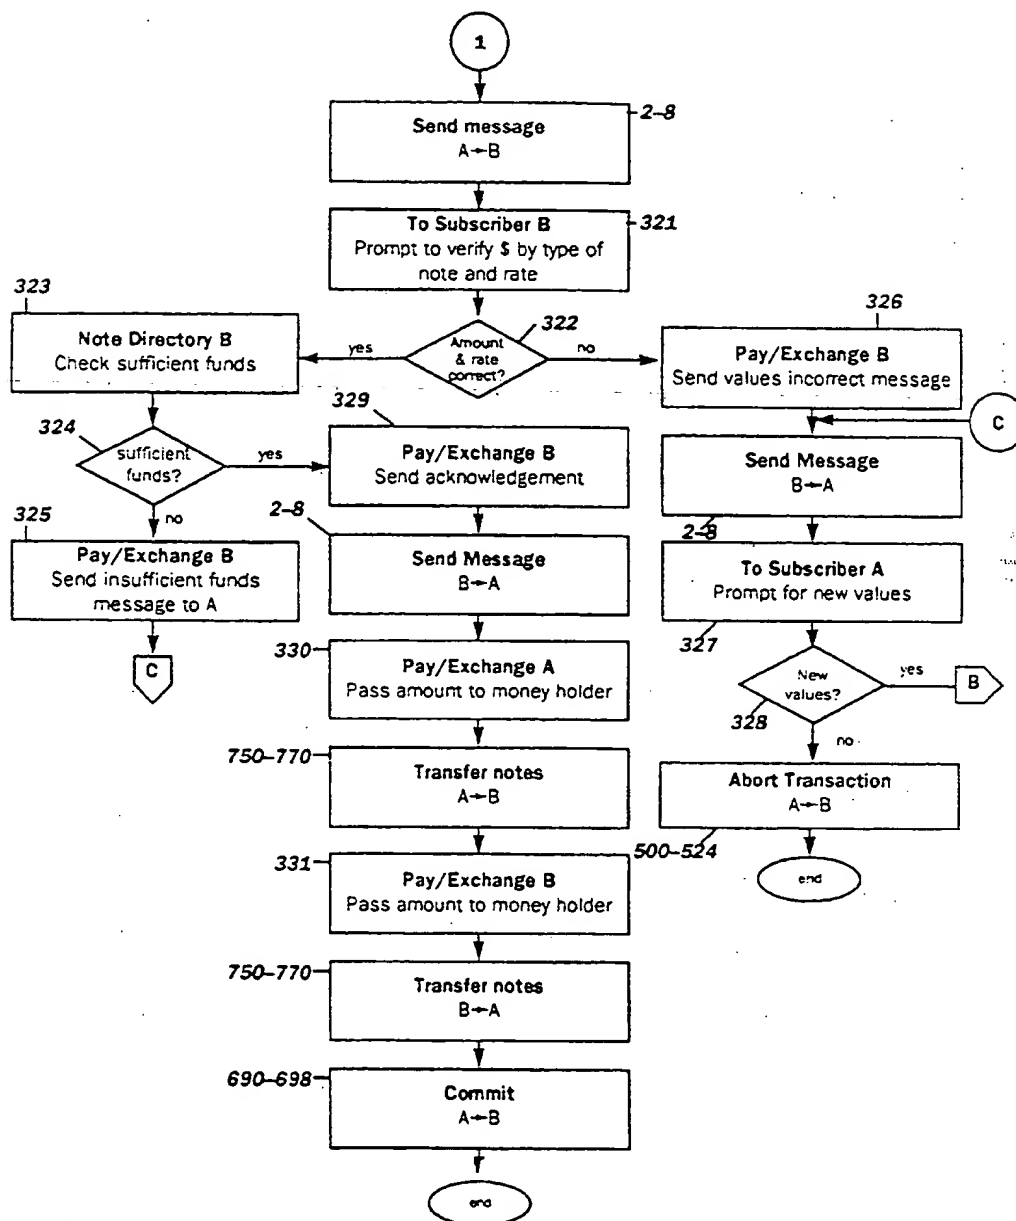 1
Send message
A→B
2–8
To Subscriber B
Prompt to verify $ by type of
note and rate
321
Amount
& rate
correct?
322
yes
no
323
Note Directory B
Check sufficient funds
324
sufficient
funds?
yes
no
325
Pay/Exchange B
Send insufficient funds
message to A
C
326
Pay/Exchange B
Send values incorrect message
C
Send Message
B→A
2–8
To Subscriber A
Prompt for new values
327
New
values?
328
yes
B
no
Abort Transaction
A→B
500–524
end
329
Pay/Exchange B
Send acknowledgement
2–8
Send Message
B→A
330
Pay/Exchange A
Pass amount to money holder
750–770
Transfer notes
A→B
331
Pay/Exchange B
Pass amount to money holder
750–770
Transfer notes
B→A
690–698
Commit
A→B
end